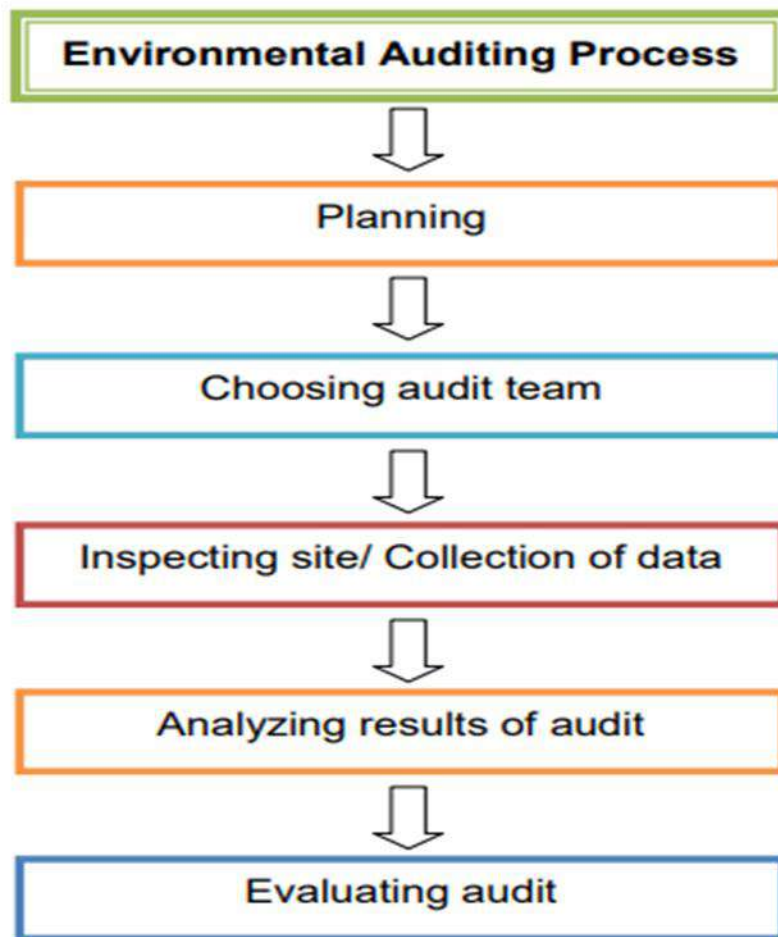 Environmental Auditing Process
Planning
Choosing audit team
Inspecting site/ Collection of data
Analyzing results of audit
Evaluating audit